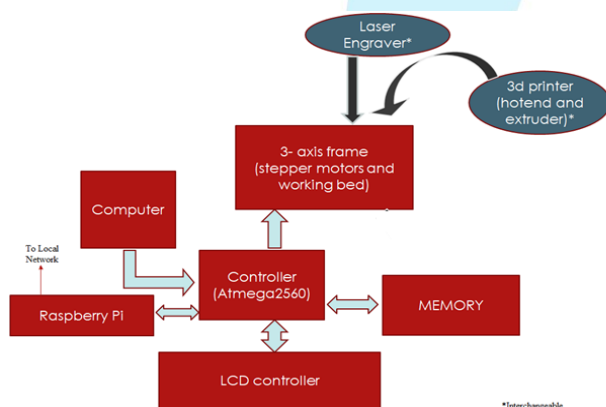 Laser
Engraver*
3d printer
(hotend and
extruder)*
3- axis frame
(stepper motors and
working bed)
Computer
To Local
Network
Controller
(Atmega2560)
Raspberry Pi
MEMORY
LCD controller
*Interchangeable